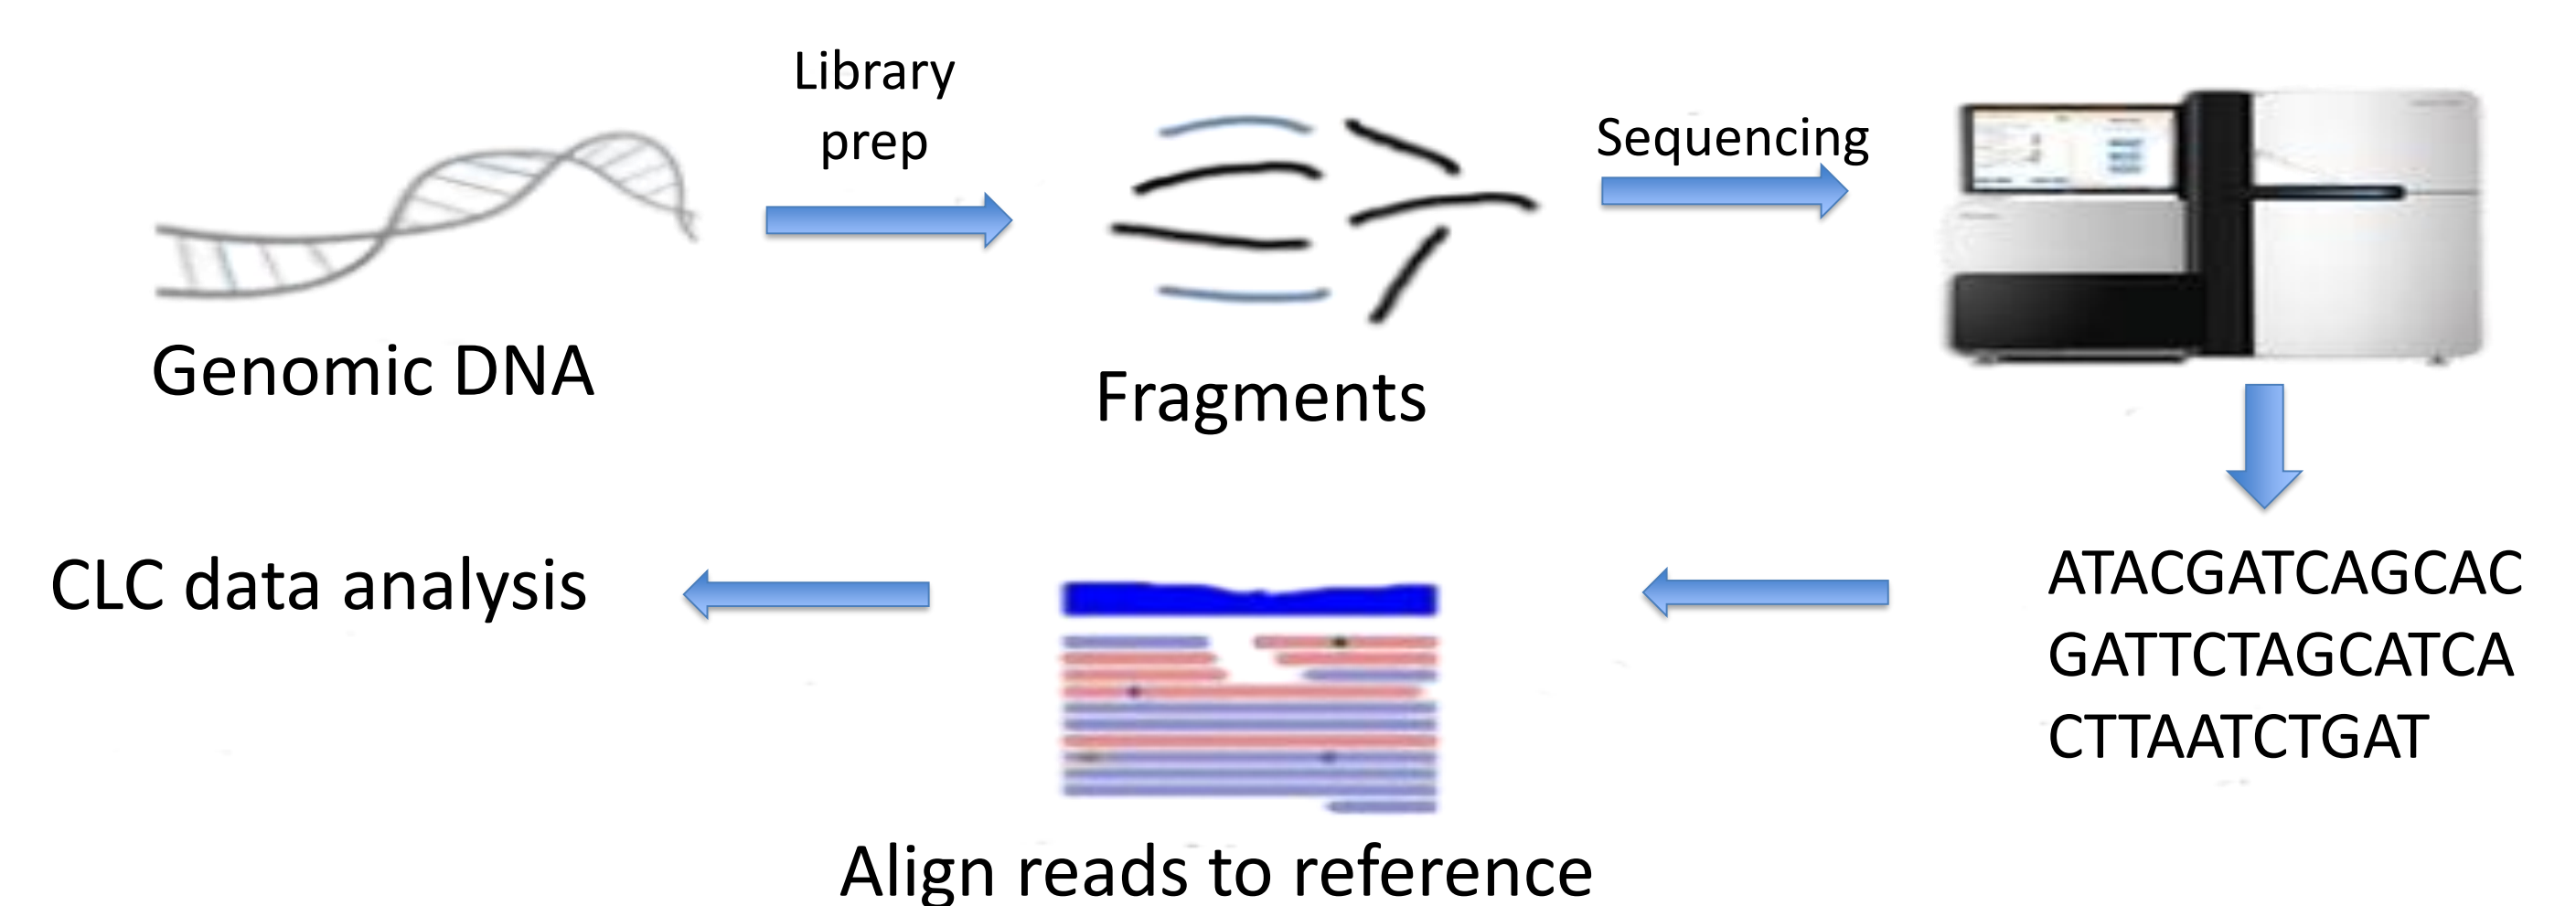 Library
prep
Sequencing
Genomic DNA
Fragments
ATACGATCAGCAC
GATTCTAGCATCA
CTTAATCTGAT
CLC data analysis
Align reads to reference